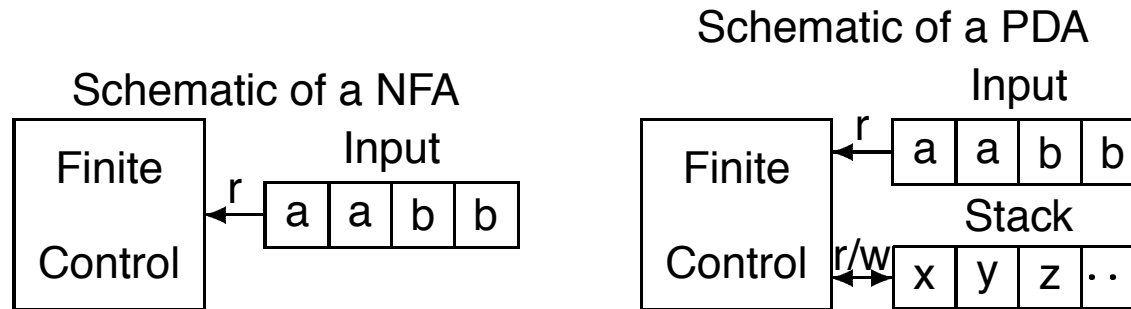 Schematic of a NFA
Finite
Control
r
Input
a a b b
Schematic of a PDA
Finite
Control
Input
r
a a b b
Stack
r/w
x y z ..